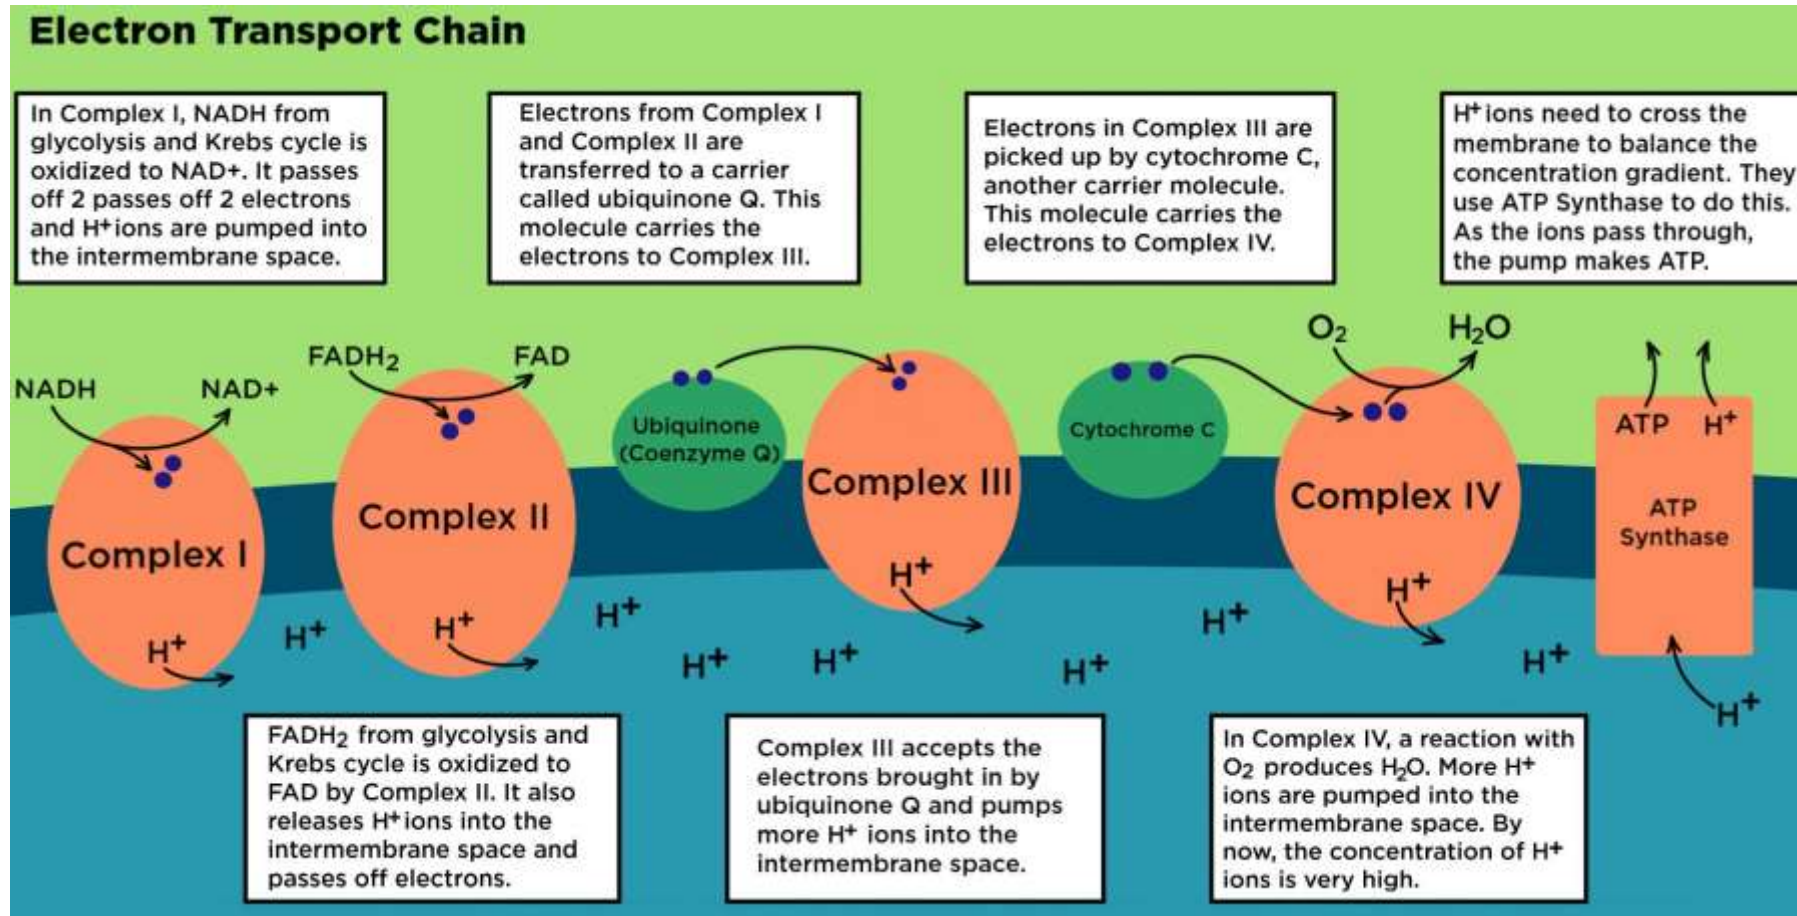 Electron Transport Chain
In Complex I, NADH from
glycolysis and Krebs cycle is
oxidized to NAD+. It passes
off 2 passes off 2 electrons
and H+ ions are pumped into
the intermembrane space.
Electrons from Complex I
and Complex II are
transferred to a carrier
called ubiquinone Q. This
molecule carries the
electrons to Complex III.
Electrons in Complex III are
picked up by cytochrome C,
another carrier molecule.
This molecule carries the
electrons to Complex IV.
H+ ions need to cross the
membrane to balance the
concentration gradient. They
use ATP Synthase to do this.
As the ions pass through,
the pump makes ATP.
NADH
NAD+
Complex I
H+
H+
FADH2
FAD
Complex II
H+
H+
Ubiquinone
(Coenzyme Q)
H+
H+
Complex III
H+
Cytochrome C
H+
H+
O2
H2O
Complex IV
H+
H+
ATP
H+
ATP
Synthase
H+
FADH2 from glycolysis and
Krebs cycle is oxidized to
FAD by Complex II. It also
releases H+ ions into the
intermembrane space and
passes off electrons.
Complex III accepts the
electrons brought in by
ubiquinone Q and pumps
more H+ ions into the
intermembrane space.
In Complex IV, a reaction with
O2 produces H2O. More H+
ions are pumped into the
intermembrane space. By
now, the concentration of H+
ions is very high.